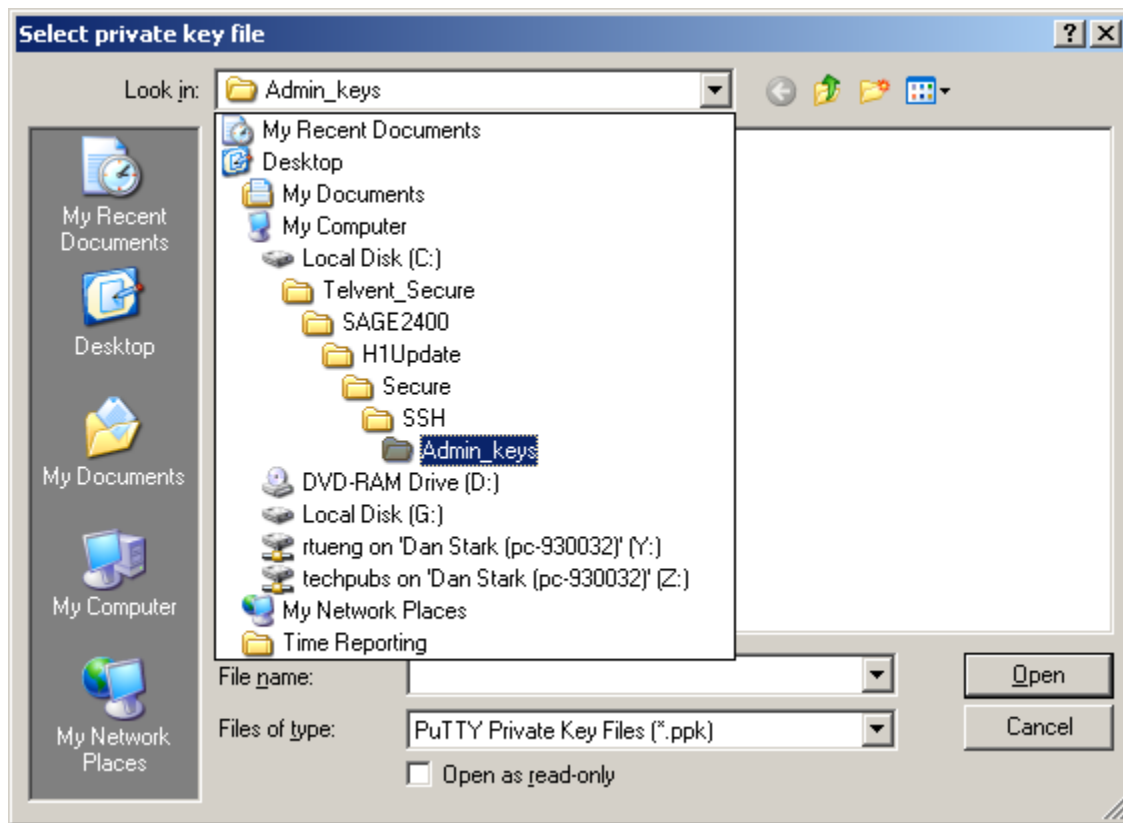 Select private key file
Look in:
Admin_keys
My Recent Documents
Desktop
My Documents
My Computer
Local Disk (C:)
Telvent_Secure
SAGE2400
H1Update
Secure
SSH
Admin_keys
DVD-RAM Drive (D:)
Local Disk (G:)
rtueng on 'Dan Stark (pc-930032)' (Y:)
techpubs on 'Dan Stark (pc-930032)' (Z:)
My Network Places
Time Reporting
My Recent
Documents
Desktop
My Documents
My Computer
My Network
Places
File name:
Open
Files of type:
PuTTY Private Key Files (*.ppk)
Cancel
Open as read-only